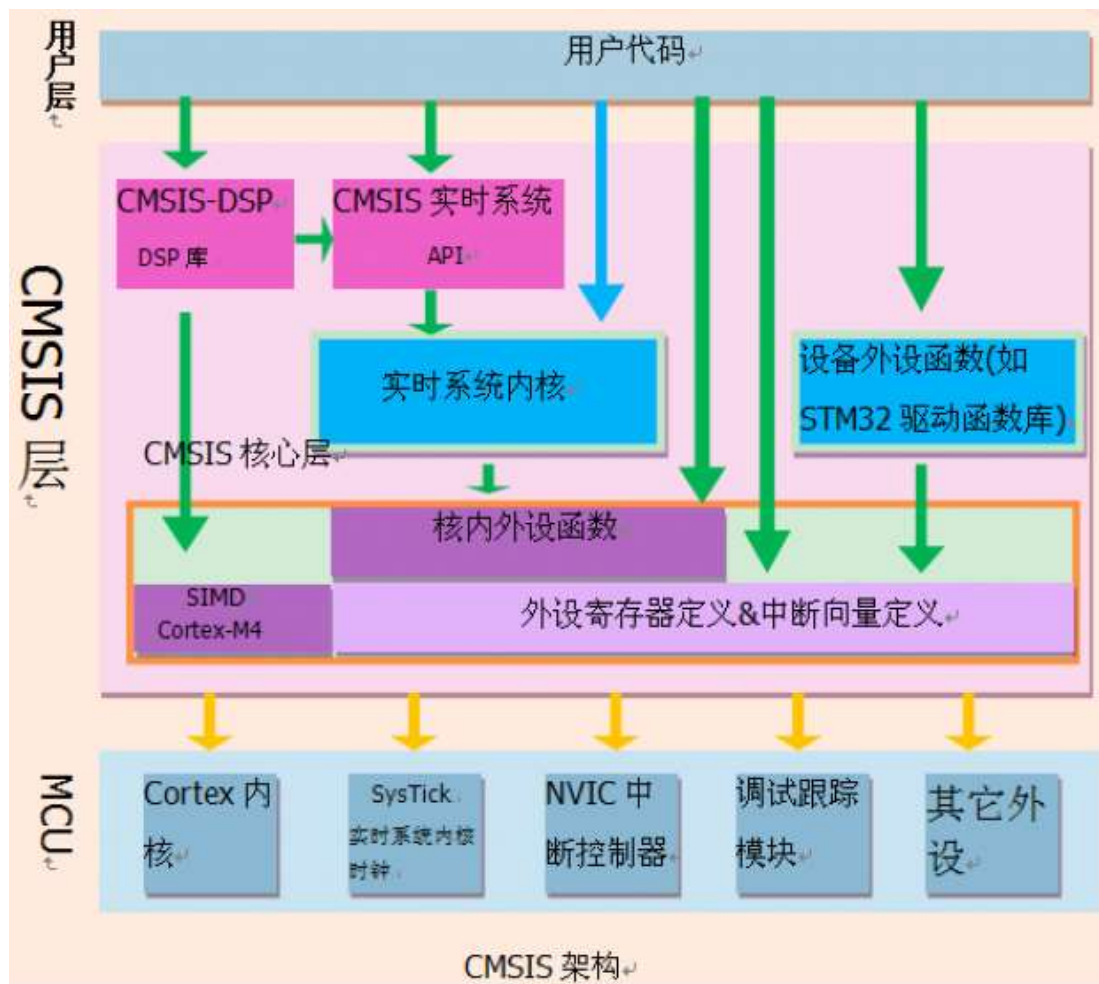 用户层
用户代码
CMSIS-DSP
DSP 库
CMSIS 实时系统
API
实时系统内核
设备外设函数(如
STM32 驱动函数库)
CMSIS 层
CMSIS 核心层
核内外设函数
SIMD
Cortex-M4
外设寄存器定义&中断向量定义
MCU
Cortex 内
核
SysTick
实时系统内核
时钟
NVIC 中
断控制器
调试跟踪
模块
其它外
设
CMSIS 架构